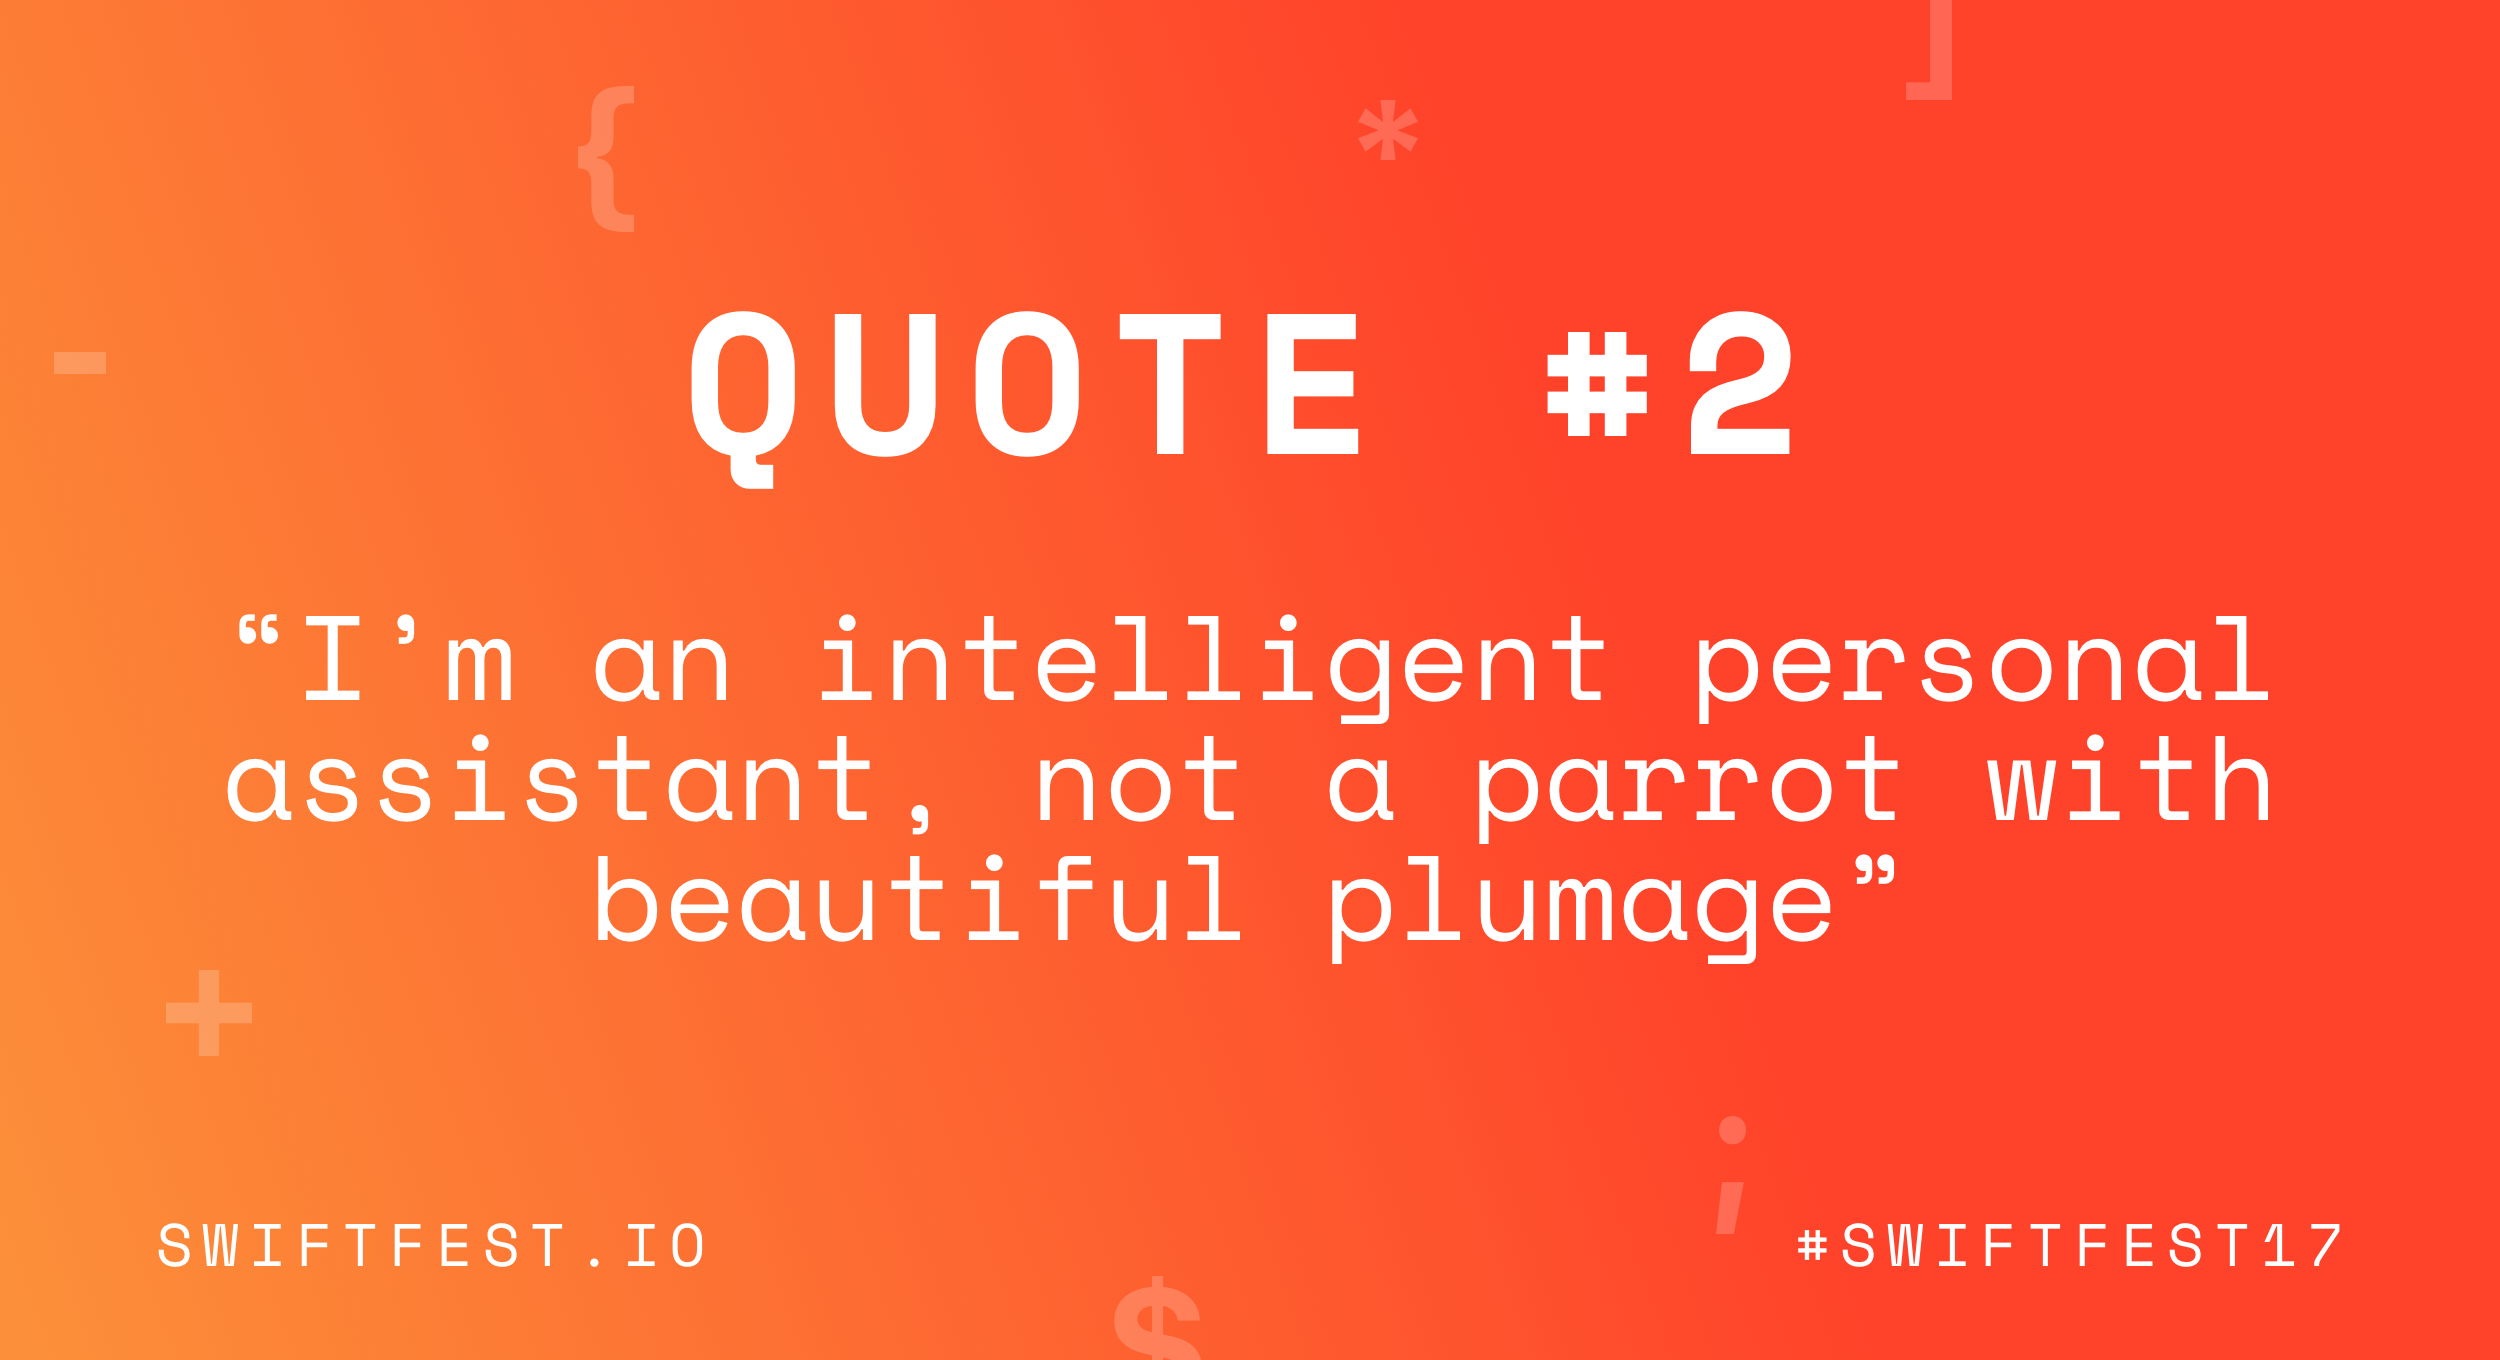 ]
{
*
QUOTE #2
-
“I’m an intelligent personal
assistant, not a parrot with
beautiful plumage”
+
;
SWIFTFEST.IO
#SWIFTFEST17
$